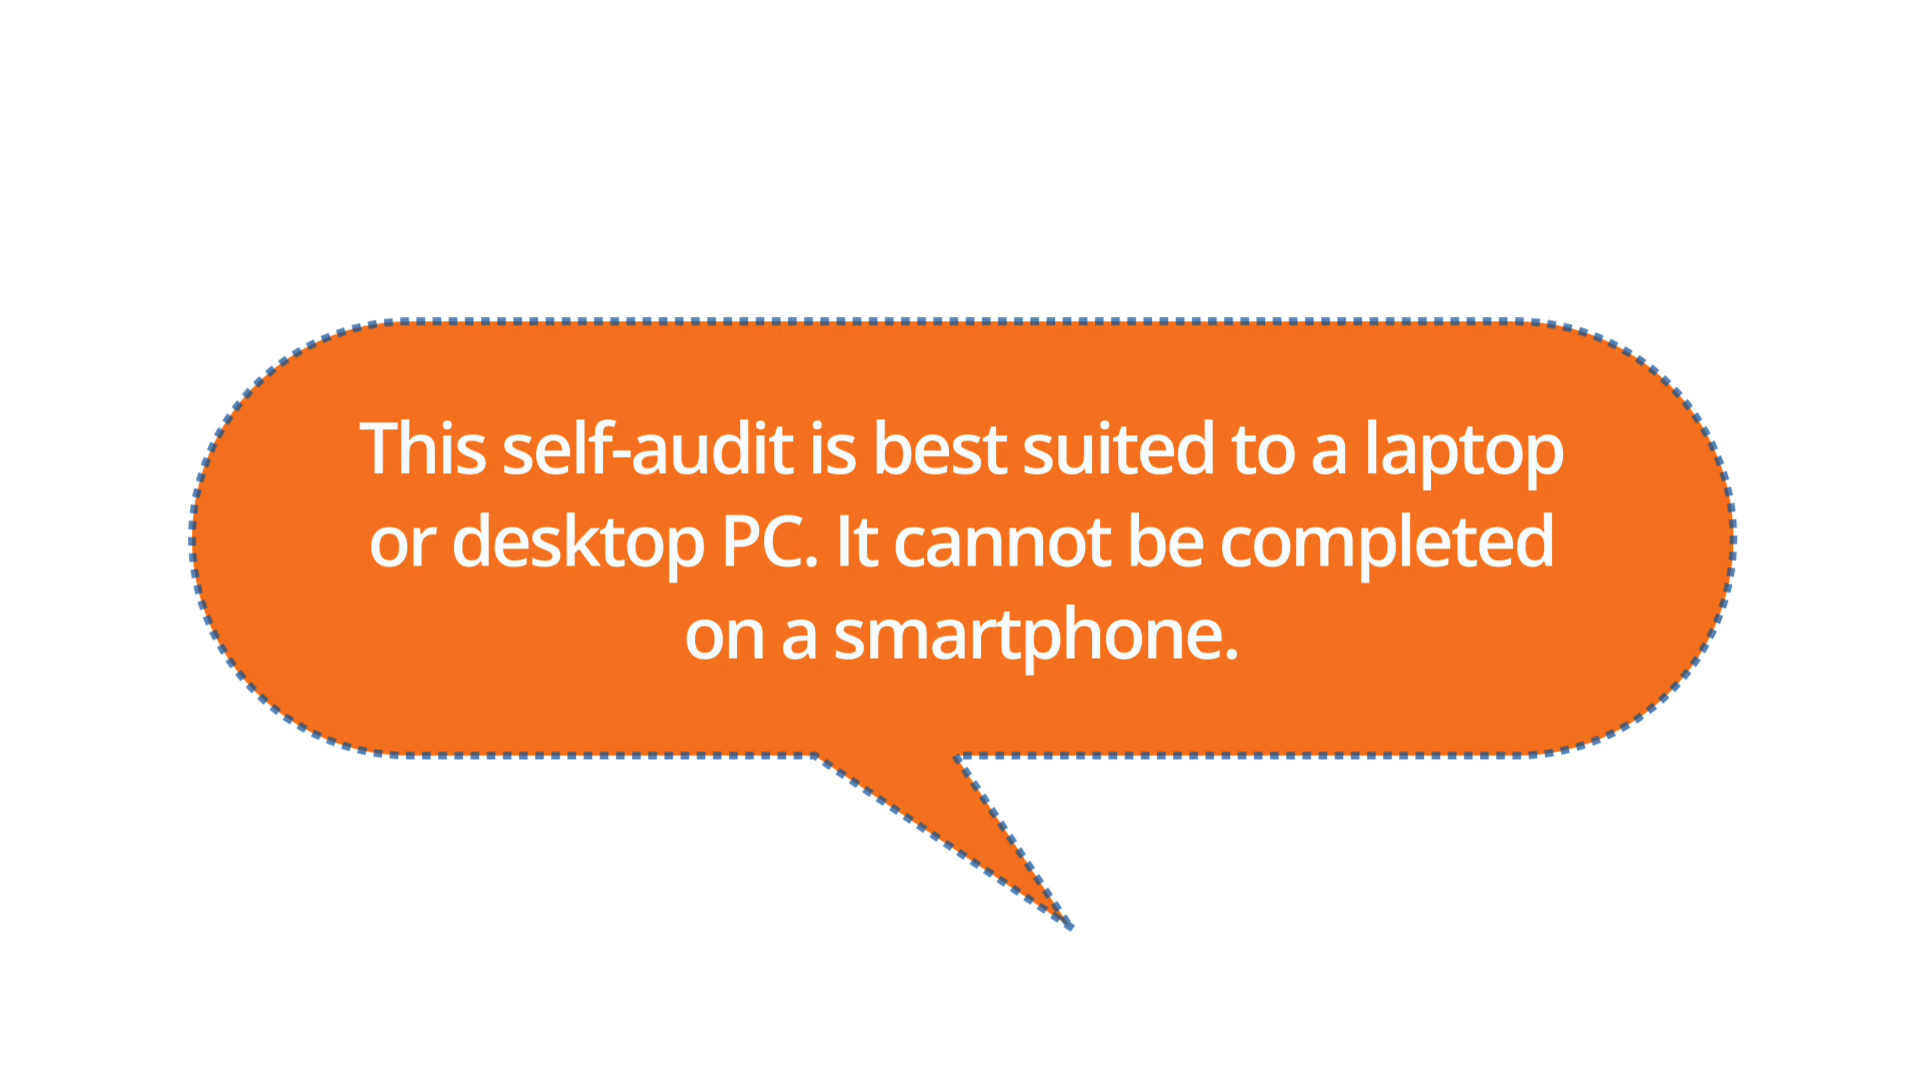 This self-audit is best suited to a laptop
or desktop PC. It cannot be completed
on a smartphone.